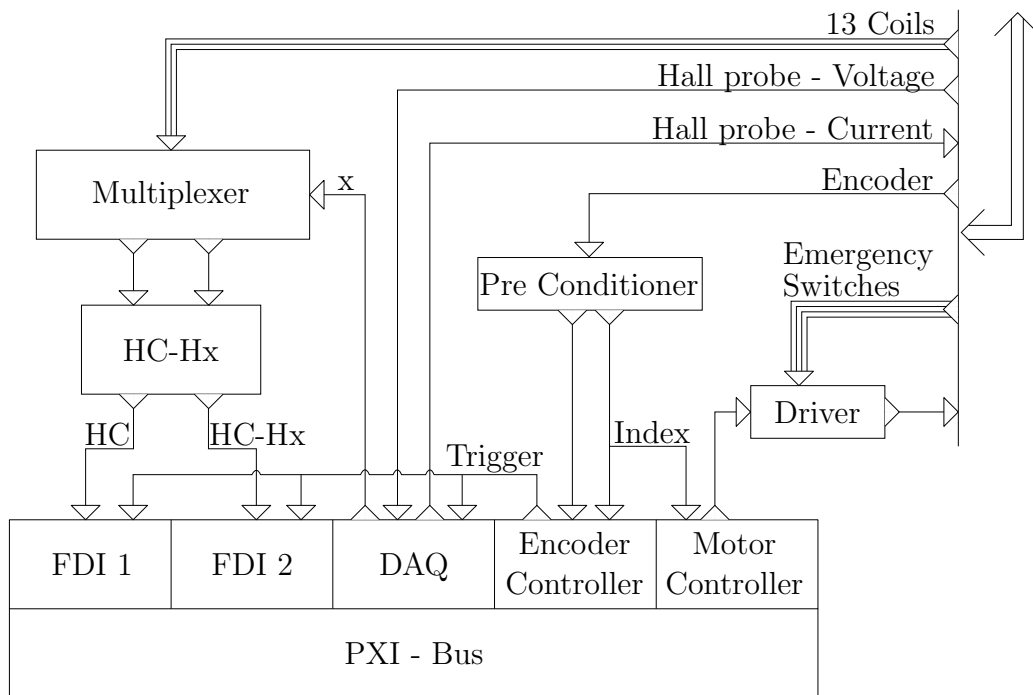 13 Coils
Hall probe - Voltage
Hall probe - Current
x
Encoder
Multiplexer
Emergency
Switches
Pre Conditioner
HC-Hx
Driver
HC
HC-Hx
Index
Trigger
FDI 1
FDI 2
DAQ
Encoder
Controller
Motor
Controller
PXI - Bus